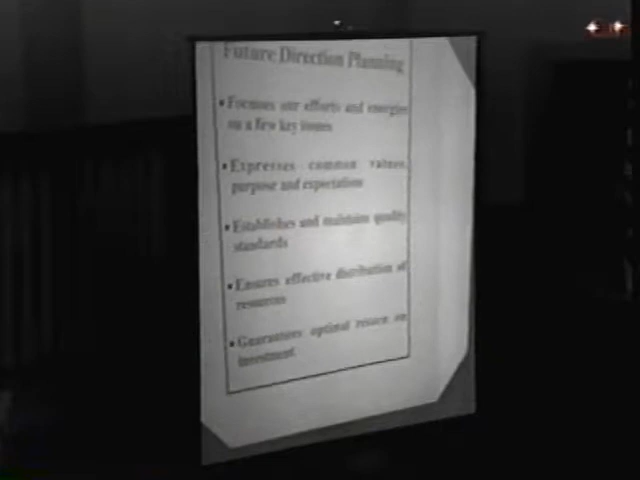 Future Direction Planning
• Focuses our efforts and energies
on a few key issues
• Expresses common values,
purpose and expectations
• Establishes and maintains quality
standards
• Ensures effective distribution of
resources
• Guarantees optimal return on
investment